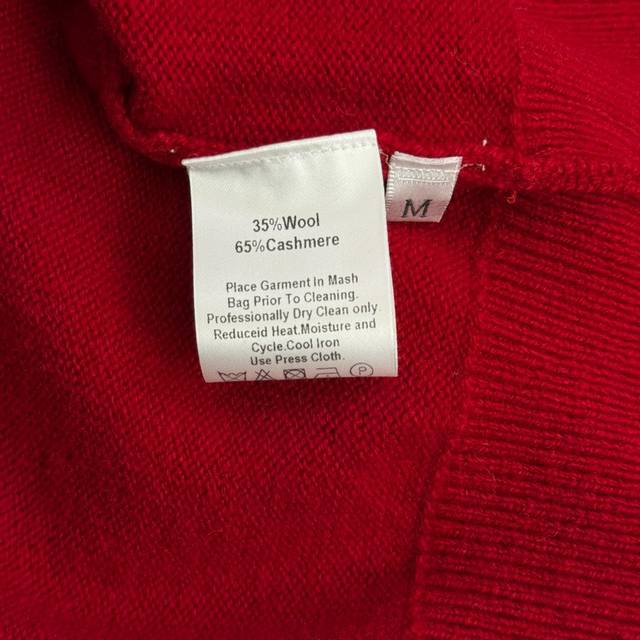 35%Wool
65%Cashmere
Place Garment In Mash
Bag Prior To Cleaning.
Professionally Dry Clean only.
Reduceid Heat.Moisture and
Cycle.Cool Iron
Use Press Cloth.
P
M